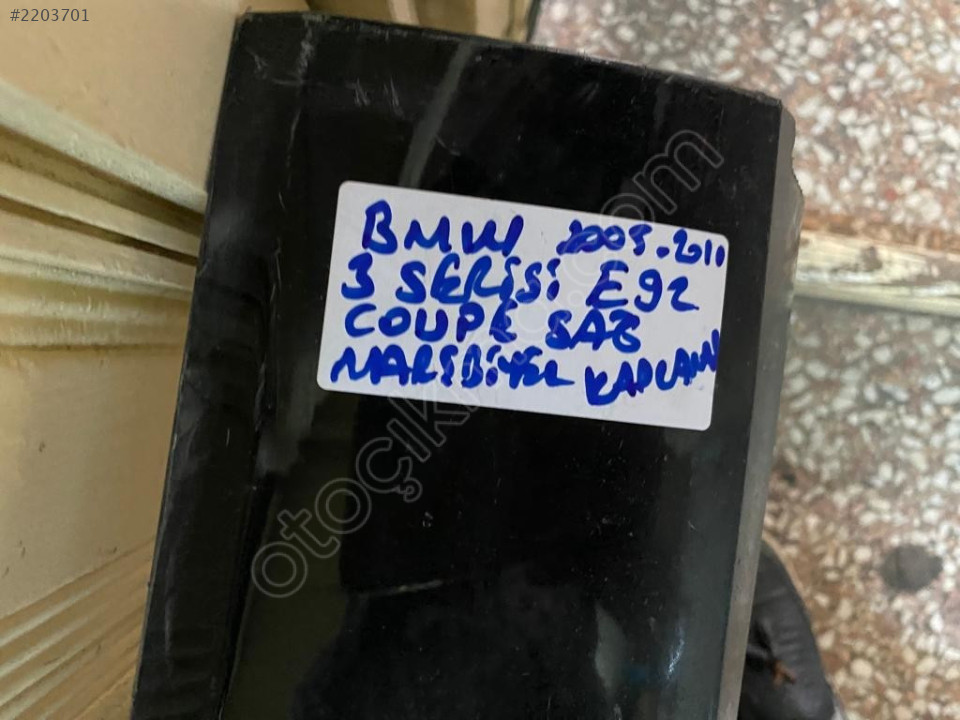 #2203701
BMW 2005.2010
3 SERİSİ E92
COUPE SAĞ
MARŞBİYEL KAPLAMA
otoçıkma.com